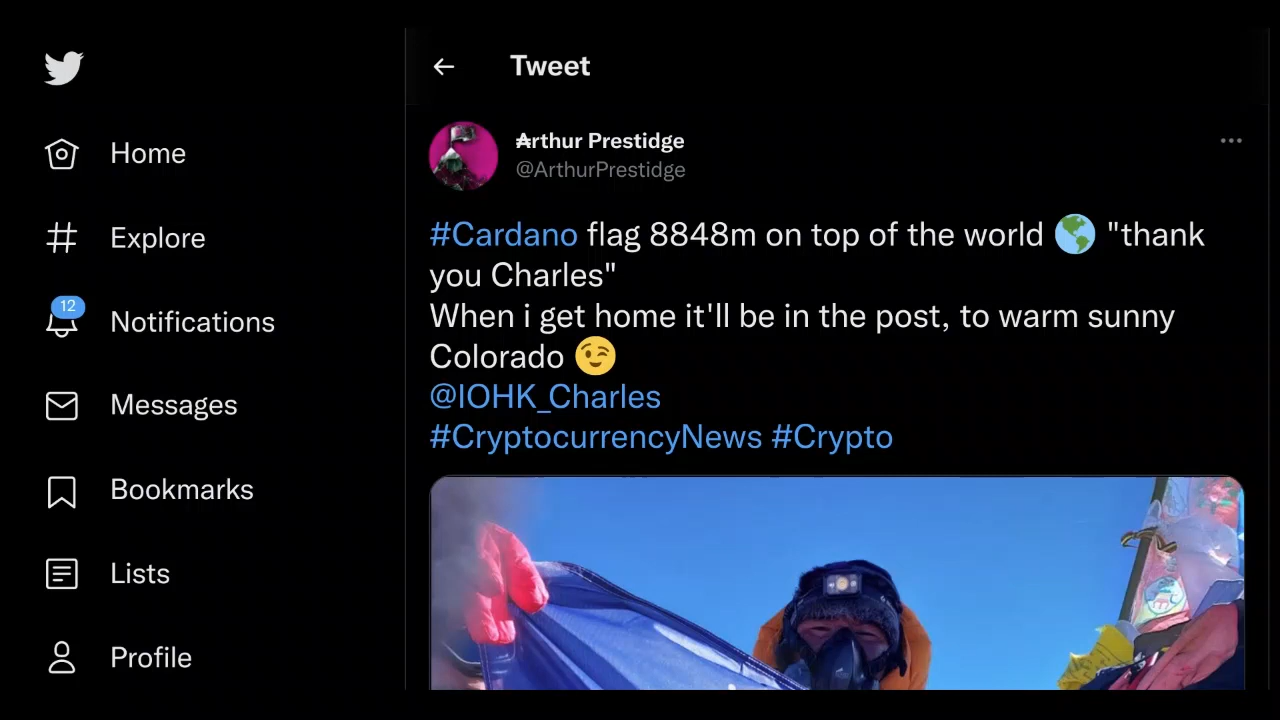 Tweet
₳rthur Prestidge
@ArthurPrestidge
#Cardano flag 8848m on top of the world 🌎 "thank
you Charles"
When i get home it'll be in the post, to warm sunny
Colorado 😉
@IOHK_Charles
#CryptocurrencyNews #Crypto
Home
Explore
12
Notifications
Messages
Bookmarks
Lists
Profile